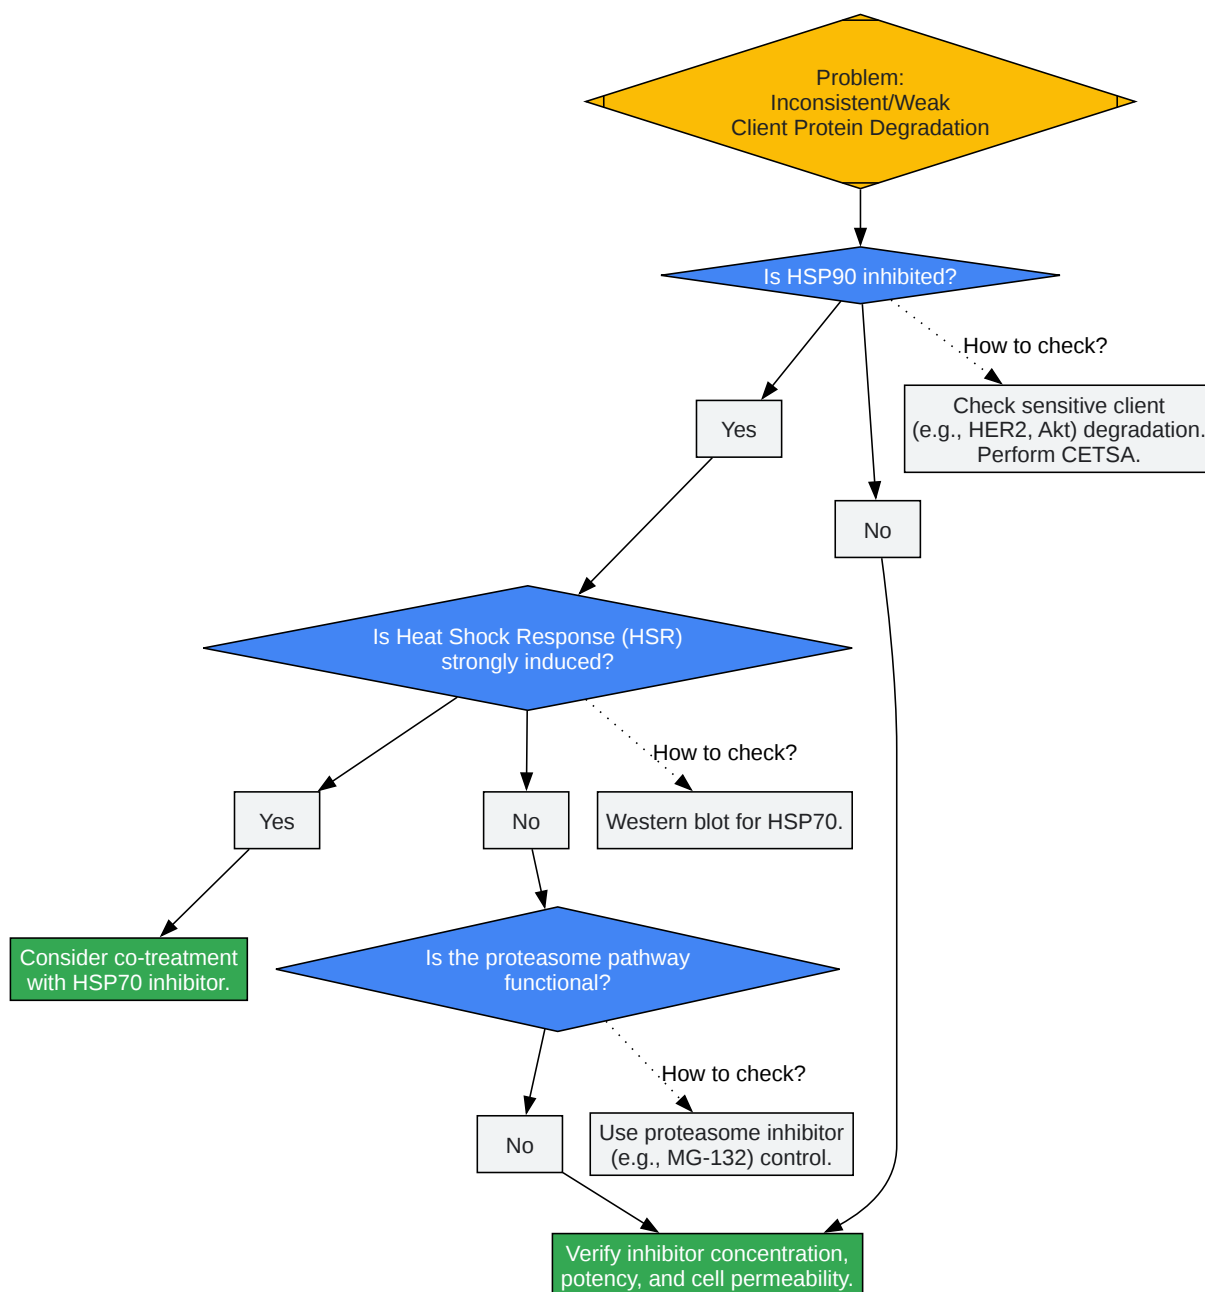 Problem:
Inconsistent/Weak
Client Protein Degradation
Is HSP90 inhibited?
How to check?
Check sensitive client
(e.g., HER2, Akt) degradation.
Perform CETSA.
Yes
No
Is Heat Shock Response (HSR)
strongly induced?
How to check?
Yes
No
Western blot for HSP70.
Consider co-treatment
with HSP70 inhibitor.
Is the proteasome pathway
functional?
How to check?
No
Use proteasome inhibitor
(e.g., MG-132) control.
Verify inhibitor concentration,
potency, and cell permeability.